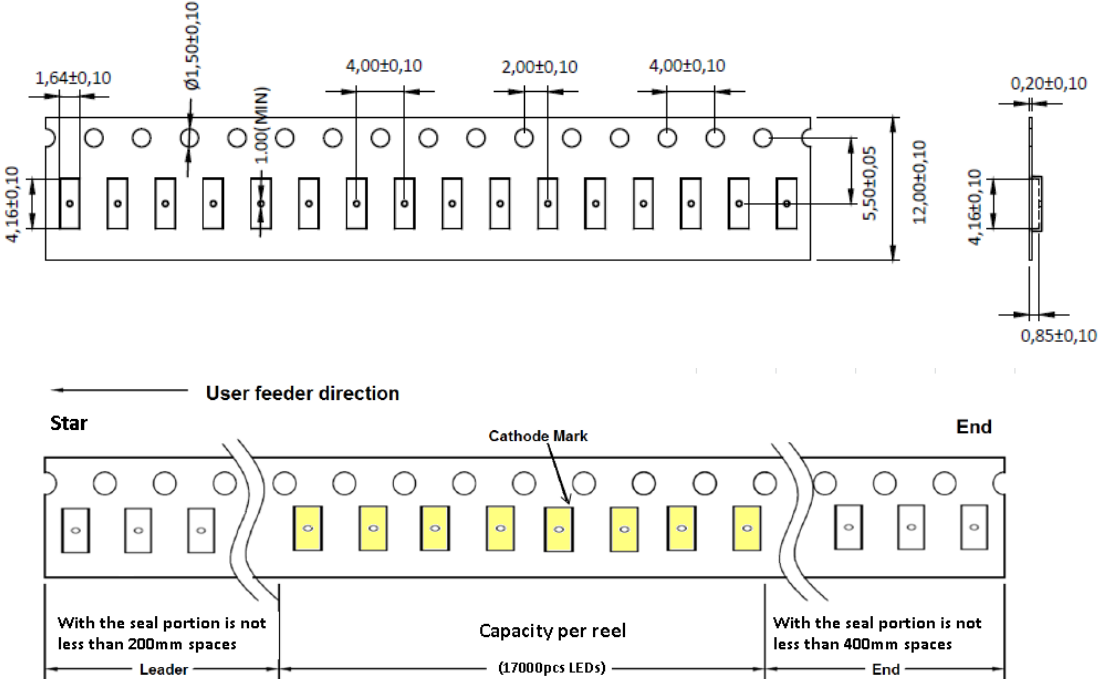 1,64±0,10
Ø1,50±0,10
1.00(MIN)
4,00±0,10
2,00±0,10
4,00±0,10
0,20±0,10
4,16±0,10
5,50±0,05
12,00±0,10
4,16±0,10
0,85±0,10
User feeder direction
Star
End
Cathode Mark
With the seal portion is not
less than 200mm spaces
Capacity per reel
With the seal portion is not
less than 400mm spaces
Leader
(17000pcs LEDs)
End